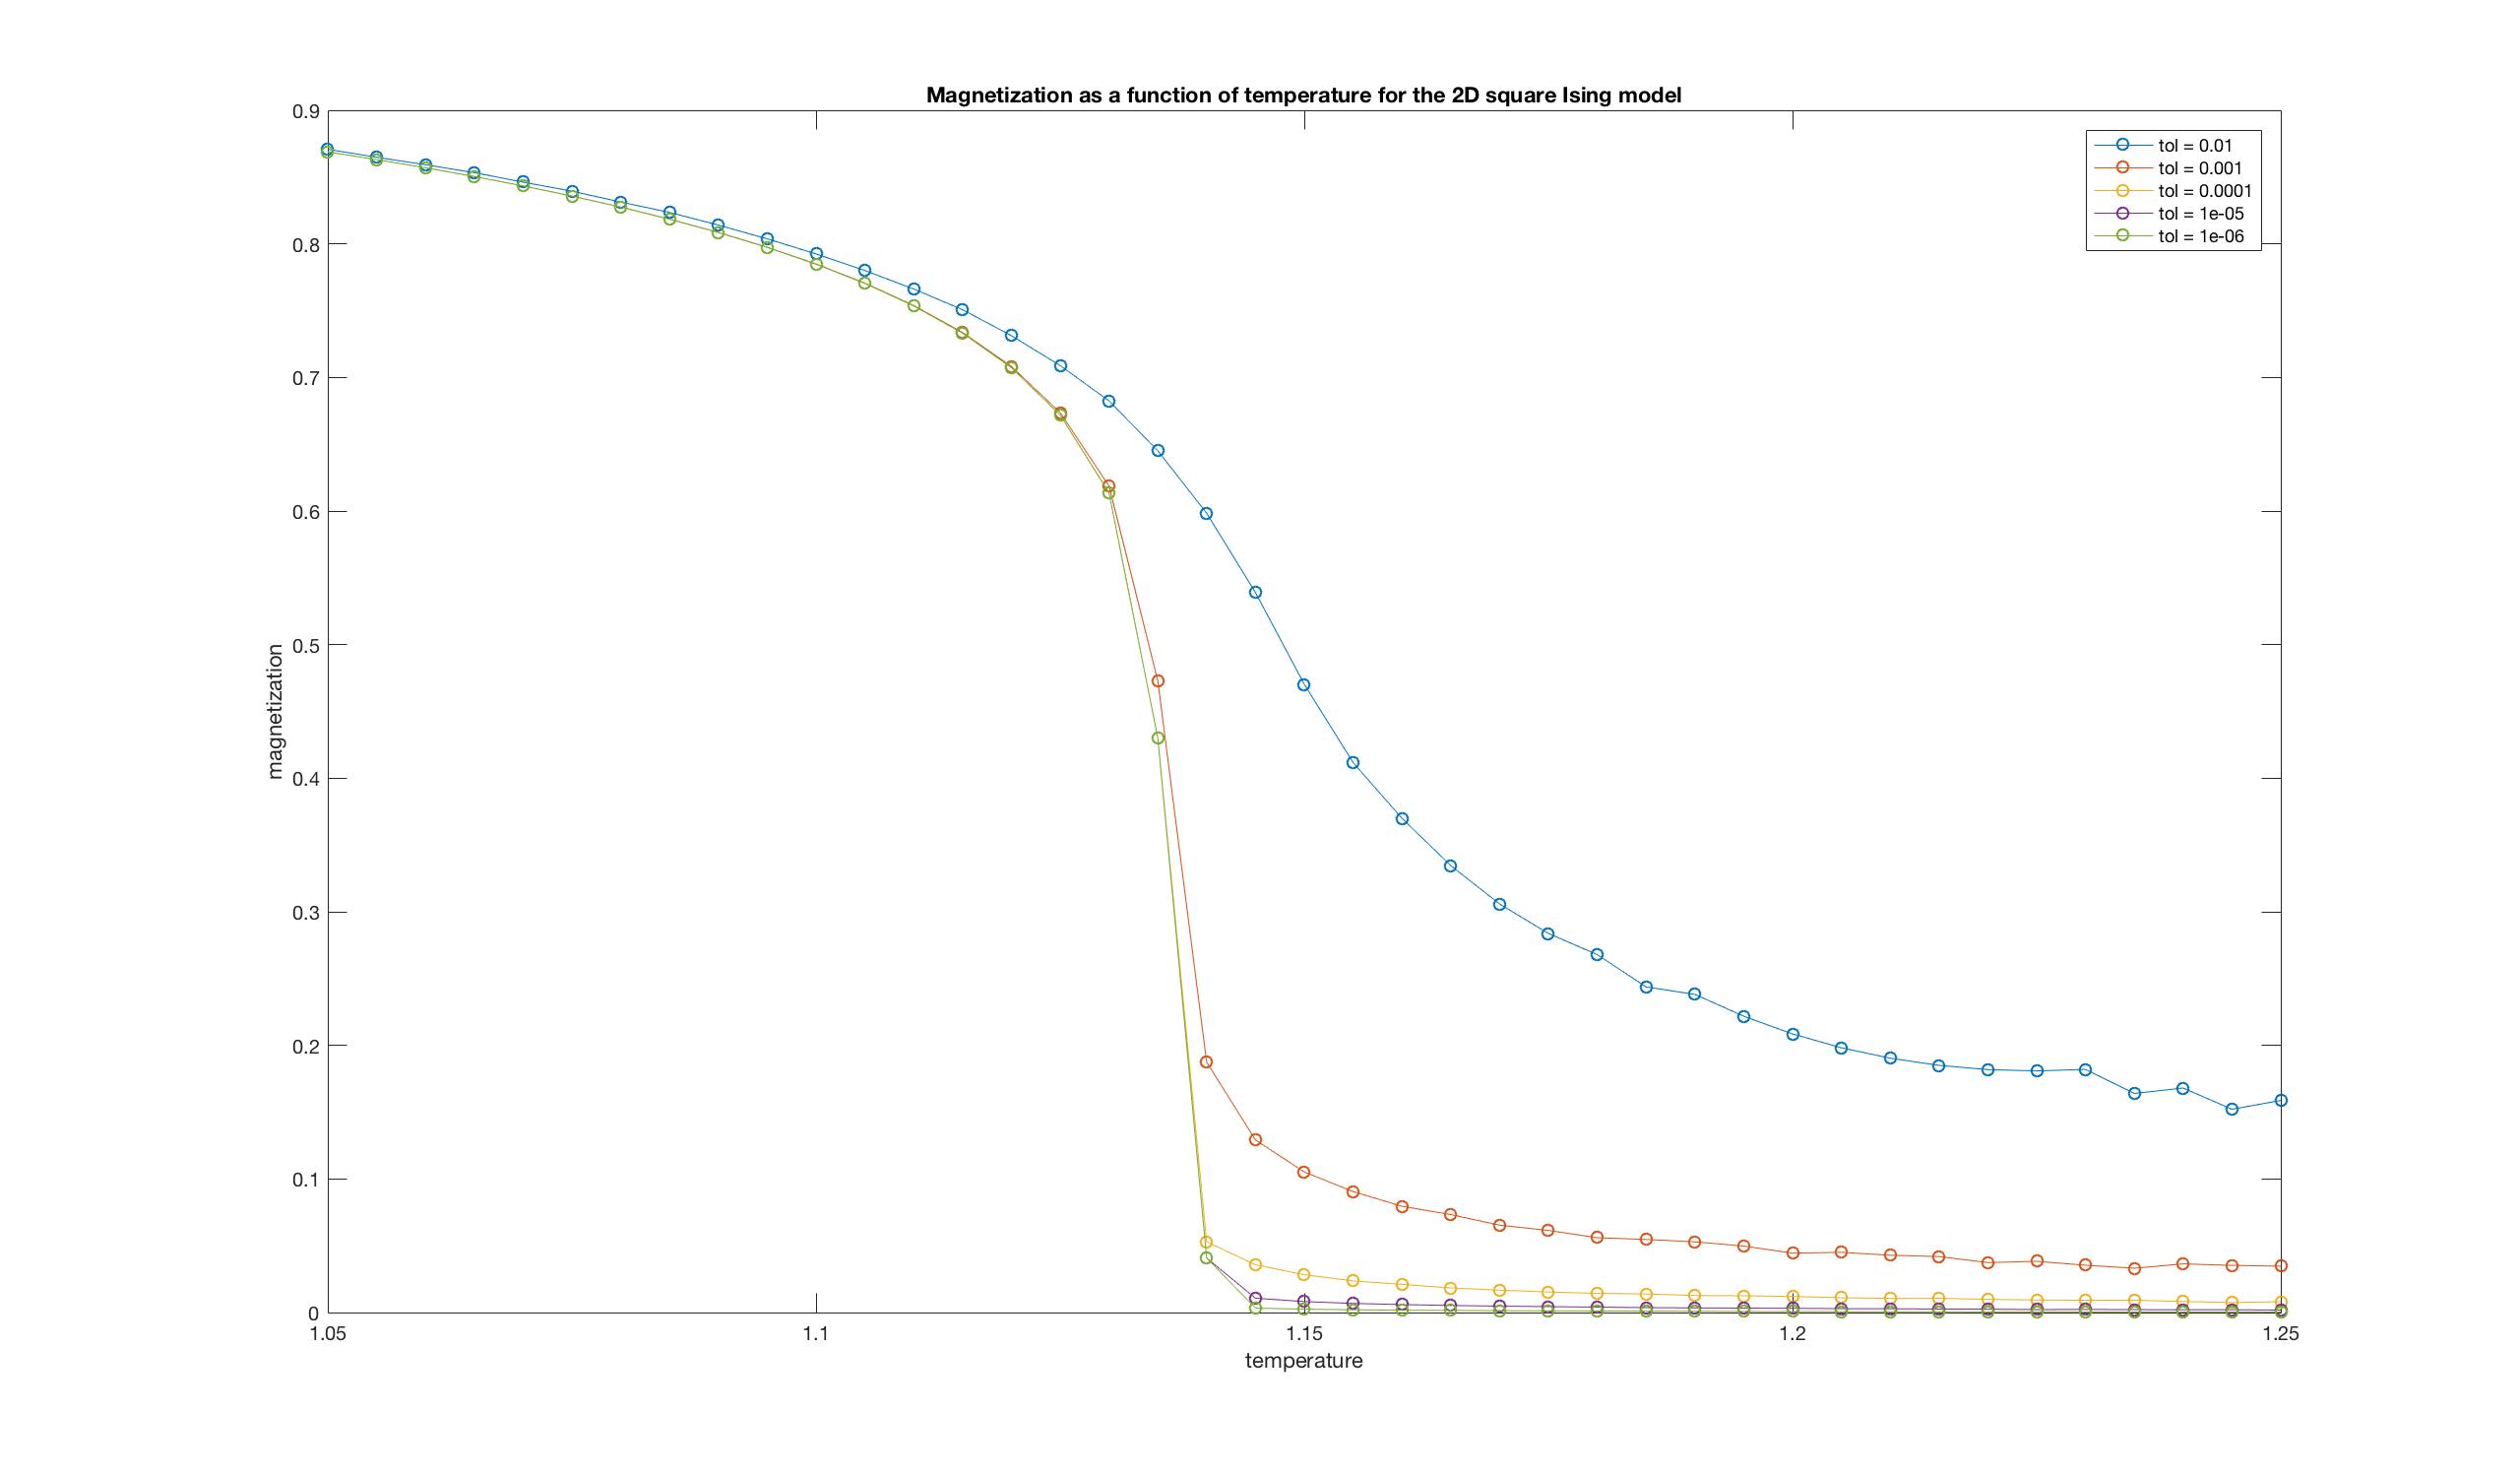 Magnetization as a function of temperature for the 2D square Ising model
0.9
0.8
0.7
0.6
0.5
0.4
0.3
0.2
0.1
0
magnetization
tol = 0.01
tol = 0.001
tol = 0.0001
tol = 1e-05
tol = 1e-06
1.05 1.1 1.15 1.2 1.25
temperature